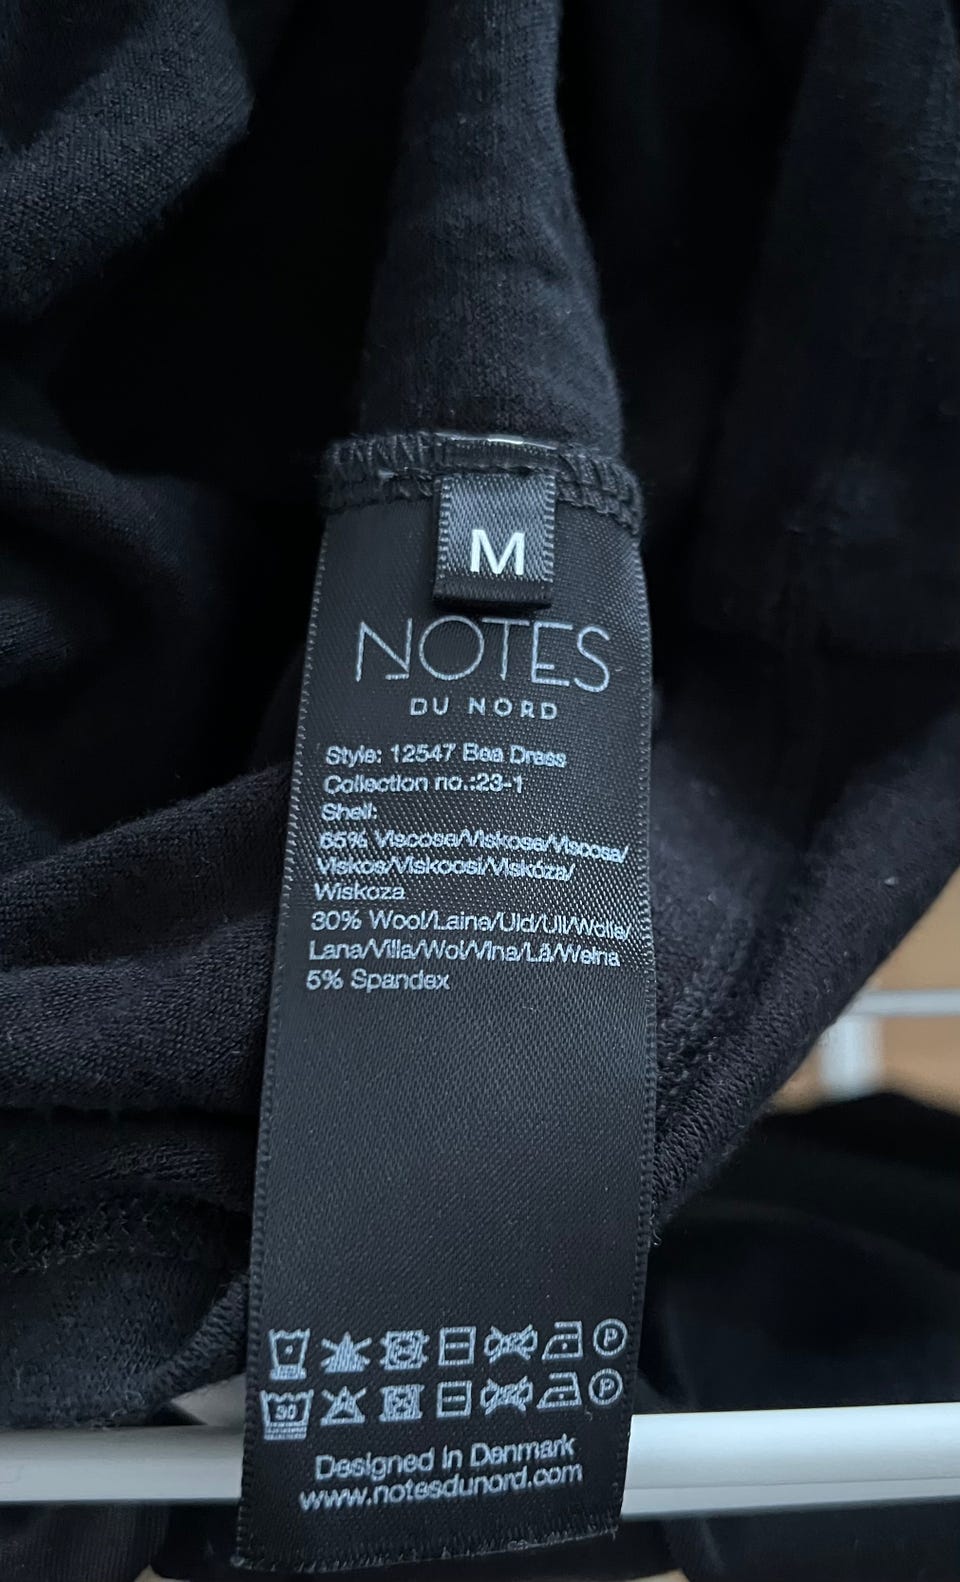 M
NOTES
DU NORD
Style: 12547 Bea Dress
Collection no.:23-1
Shell:
65% Viscose/Viskose/Viscosa/
Viskos/Viskoosi/Viskóza/
Wiskoza
30% Wool/Laine/Uld/Ull/Wolle/
Lana/Villa/Wol/Vlna/Lã/Wełna
5% Spandex
P
30 P
Designed in Denmark
www.notesdunord.com